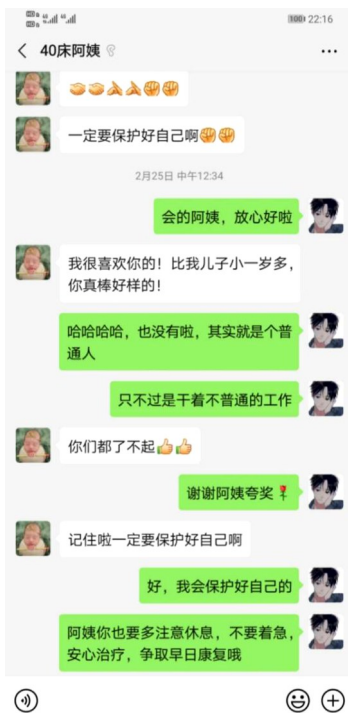 100 22:16
40床阿姨
一定要保护好自己啊
2月25日 中午12:34
会的阿姨，放心好啦
我很喜欢你的！比我儿子小一岁多，
你真棒好样的！
哈哈哈哈，也没有啦，其实就是个普
通人
只不过是干着不普通的工作
你们都了不起
谢谢阿姨夸奖
记住啦一定要保护好自己啊
好，我会保护好自己的
阿姨你也要多注意休息，不要着急，
安心治疗，争取早日康复哦